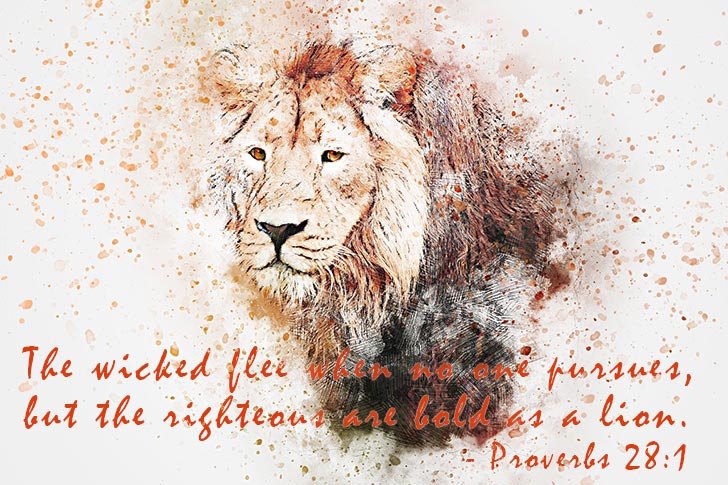 The wicked flee when no one pursues,
but the righteous are bold as a lion.
- Proverbs 28:1